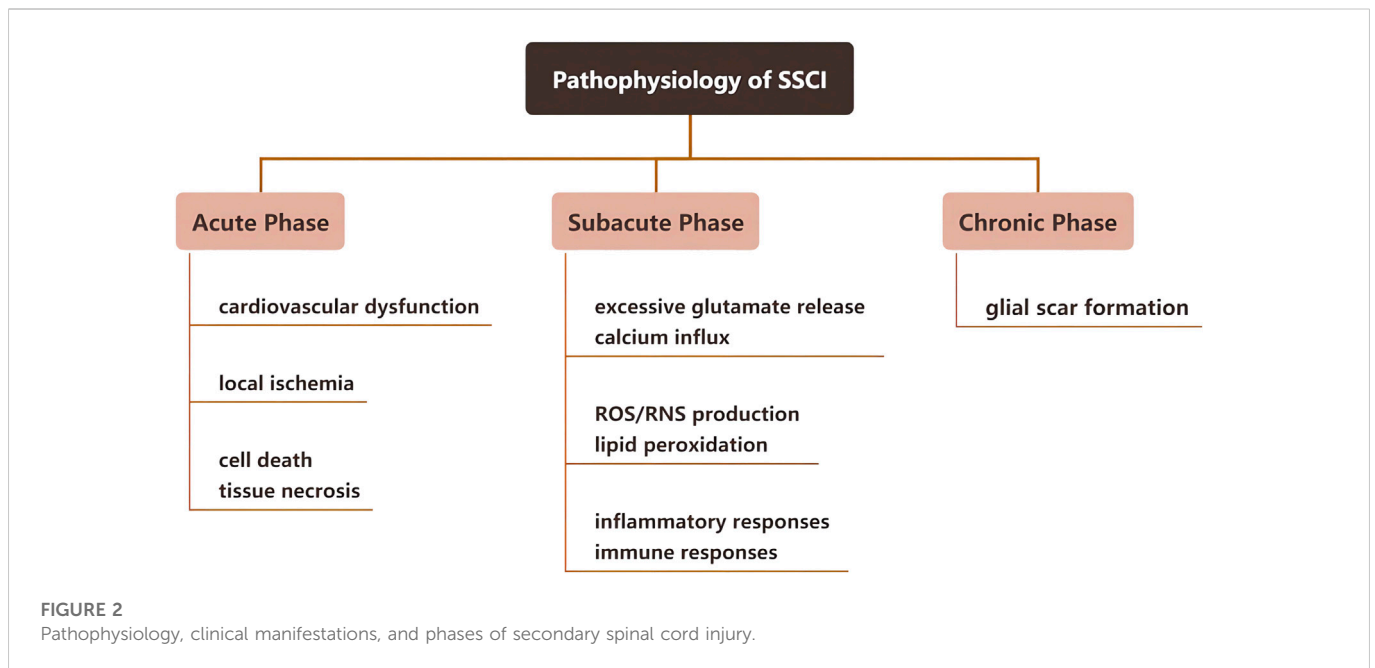 Pathophysiology of SSCI
Acute Phase
cardiovascular dysfunction
local ischemia
cell death
tissue necrosis
Subacute Phase
excessive glutamate release
calcium influx
ROS/RNS production
lipid peroxidation
inflammatory responses
immune responses
Chronic Phase
glial scar formation
FIGURE 2
Pathophysiology, clinical manifestations, and phases of secondary spinal cord injury.